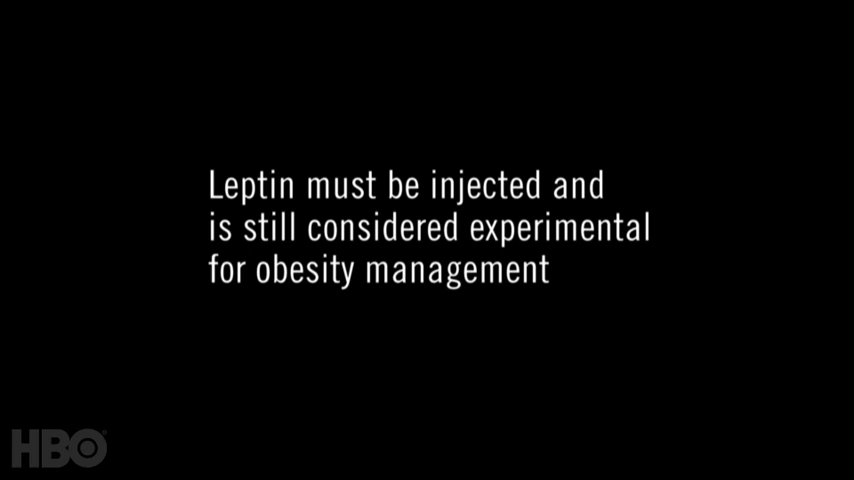 Leptin must be injected and
is still considered experimental
for obesity management
HBO